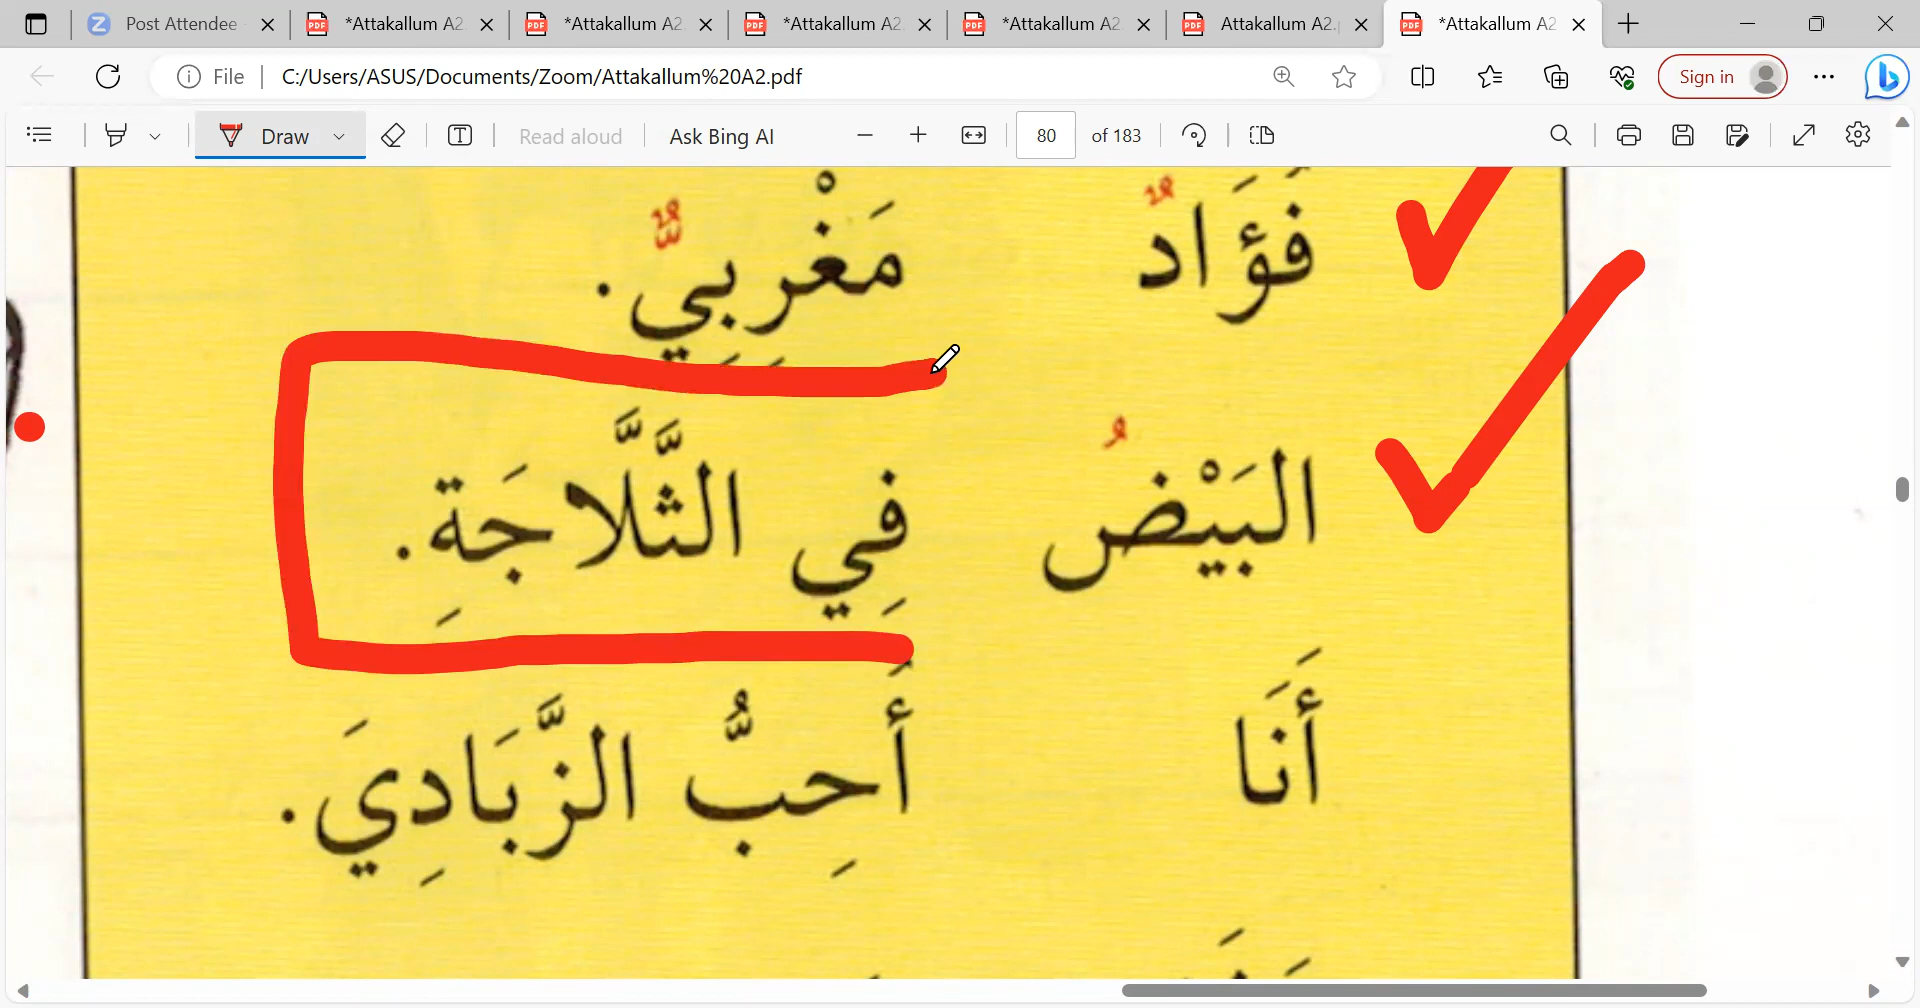 Post Attendee
*Attakallum A2
*Attakallum A2
*Attakallum A2
*Attakallum A2
Attakallum A2.p
*Attakallum A2
File
C:/Users/ASUS/Documents/Zoom/Attakallum%20A2.pdf
Sign in
Draw
Read aloud
Ask Bing AI
80 of 183
فُؤَادٌ مَغْرِبِيٌّ.
البَيْضُ فِي الثَّلَّاجَةِ.
أَنَا أُحِبُّ الزَّبَادِيَ.